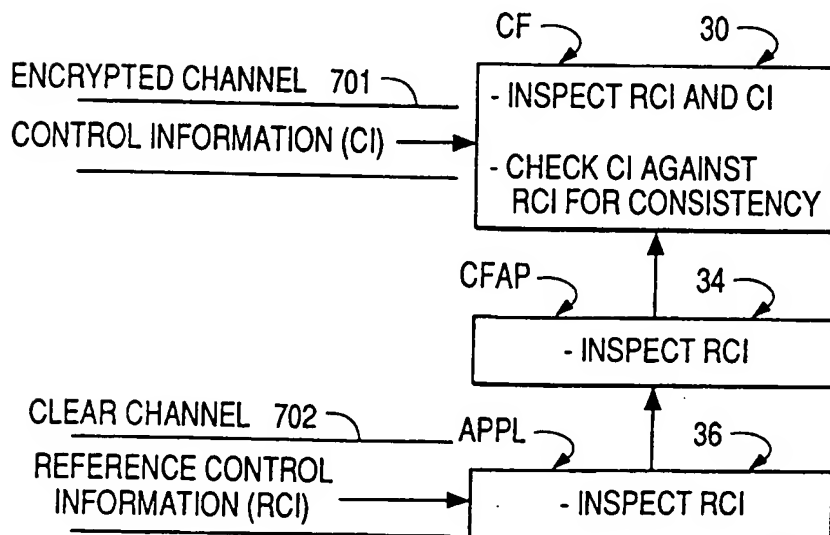 CF 30
ENCRYPTED CHANNEL 701
- INSPECT RCI AND CI
CONTROL INFORMATION (CI)
- CHECK CI AGAINST
RCI FOR CONSISTENCY
CFAP 34
- INSPECT RCI
CLEAR CHANNEL 702
APPL 36
REFERENCE CONTROL
INFORMATION (RCI)
- INSPECT RCI